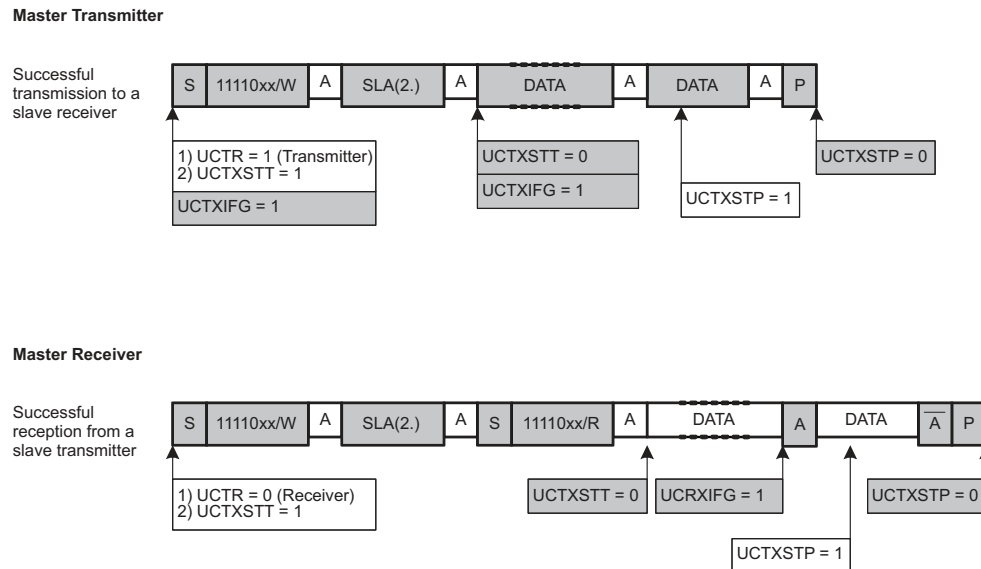 Master Transmitter
Successful
transmission to a
slave receiver
S 11110xx/W A SLA(2.) A DATA A DATA A P
1) UCTR = 1 (Transmitter)
2) UCTXSTT = 1
UCTXIFG = 1
UCTXSTT = 0
UCTXIFG = 1
UCTXSTP = 1
UCTXSTP = 0
Master Receiver
Successful
reception from a
slave transmitter
S 11110xx/W A SLA(2.) A S 11110xx/R A DATA A DATA A̅ P
1) UCTR = 0 (Receiver)
2) UCTXSTT = 1
UCTXSTT = 0
UCRXIFG = 1
UCTXSTP = 1
UCTXSTP = 0